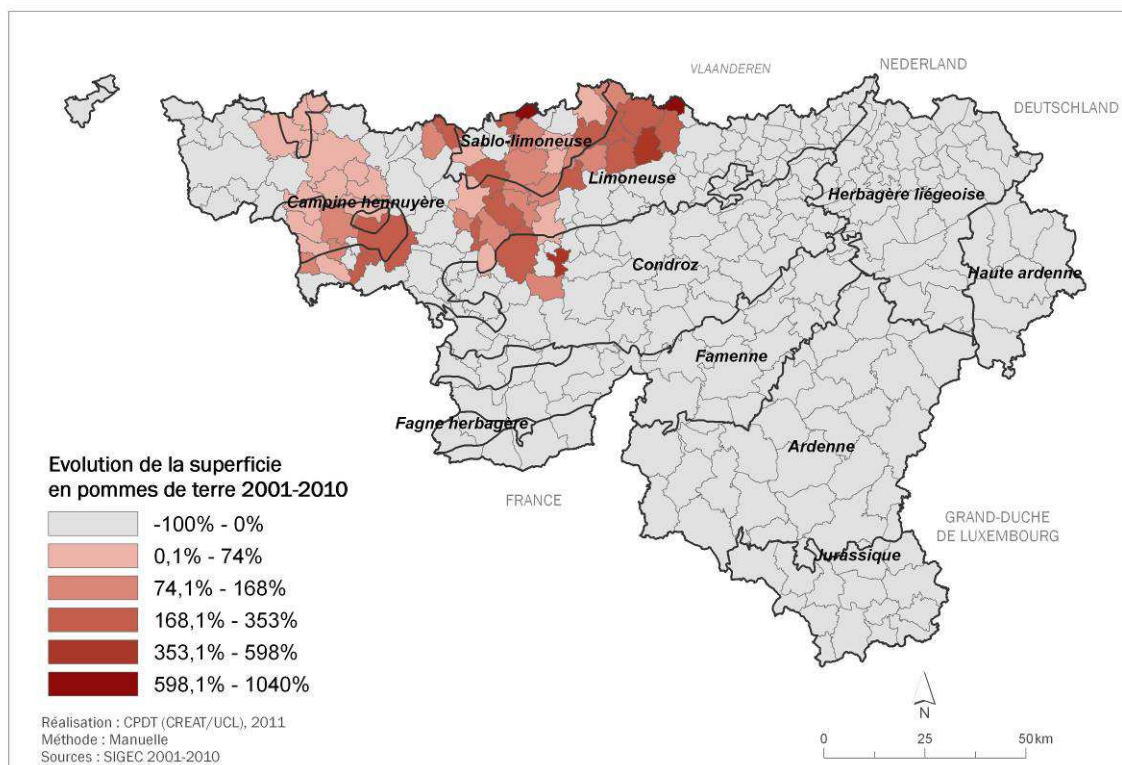 VLAANDEREN
NEDERLAND
DEUTSCHLAND
Sablo-limoneuse
Limoneuse
Herbagère liégeoise
Campine hennuyère
Condroz
Haute ardenne
Famenne
Fagne herbagère
Ardenne
FRANCE
GRAND-DUCHE
DE LUXEMBOURG
Jurassique
Evolution de la superficie
en pommes de terre 2001-2010
-100% - 0%
0,1% - 74%
74,1% - 168%
168,1% - 353%
353,1% - 598%
598,1% - 1040%
Réalisation : CPDT (CREAT/UCL), 2011
Méthode : Manuelle
Sources : SIGEC 2001-2010
N
0 25 50 km